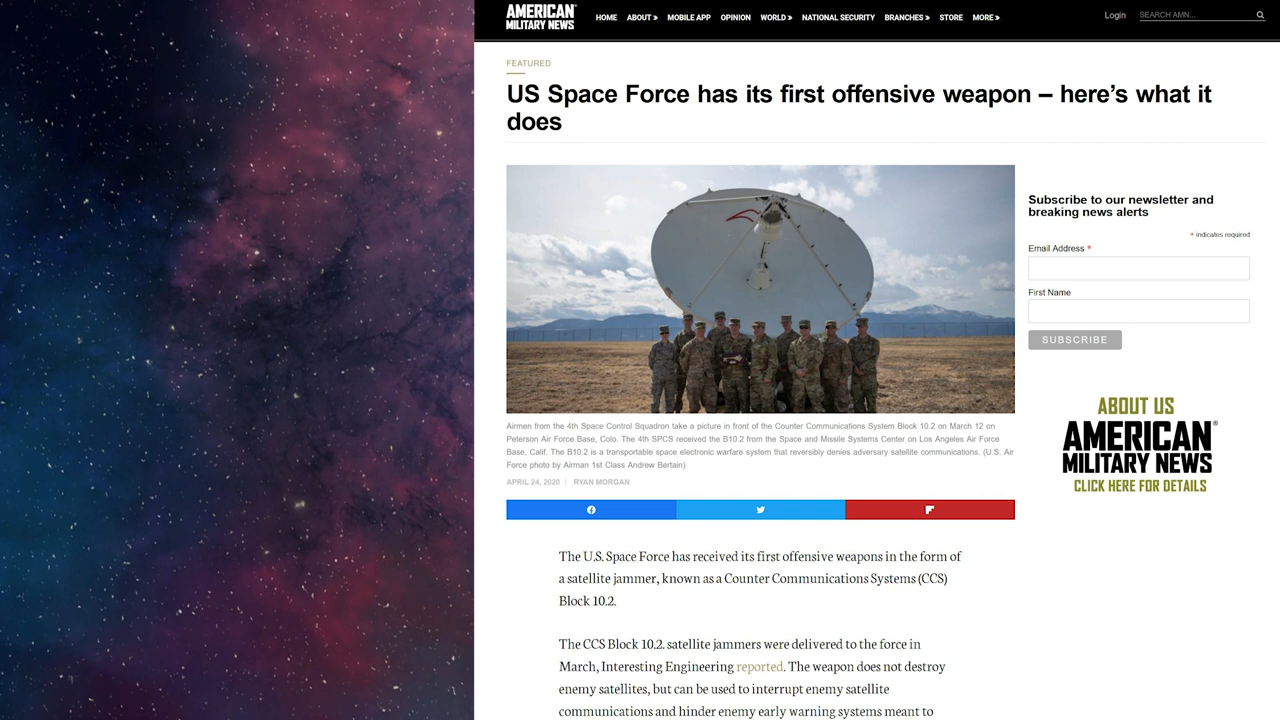 AMERICAN
MILITARY NEWS
HOME ABOUT » MOBILE APP OPINION WORLD » NATIONAL SECURITY BRANCHES » STORE MORE »
Login
SEARCH AMN...
FEATURED
US Space Force has its first offensive weapon – here’s what it
does
Airmen from the 4th Space Control Squadron take a picture in front of the Counter Communications System Block 10.2 on March 12 on
Peterson Air Force Base, Colo. The 4th SPCS received the B10.2 from the Space and Missile Systems Center on Los Angeles Air Force
Base, Calif. The B10.2 is a transportable space electronic warfare system that reversibly denies adversary satellite communications. (U.S. Air
Force photo by Airman 1st Class Andrew Bertain)
APRIL 24, 2020 | RYAN MORGAN
The U.S. Space Force has received its first offensive weapons in the form of
a satellite jammer, known as a Counter Communications Systems (CCS)
Block 10.2.
The CCS Block 10.2. satellite jammers were delivered to the force in
March, Interesting Engineering reported. The weapon does not destroy
enemy satellites, but can be used to interrupt enemy satellite
communications and hinder enemy early warning systems meant to
Subscribe to our newsletter and
breaking news alerts
* indicates required
Email Address *
First Name
SUBSCRIBE
ABOUT US
AMERICAN®
MILITARY NEWS
CLICK HERE FOR DETAILS